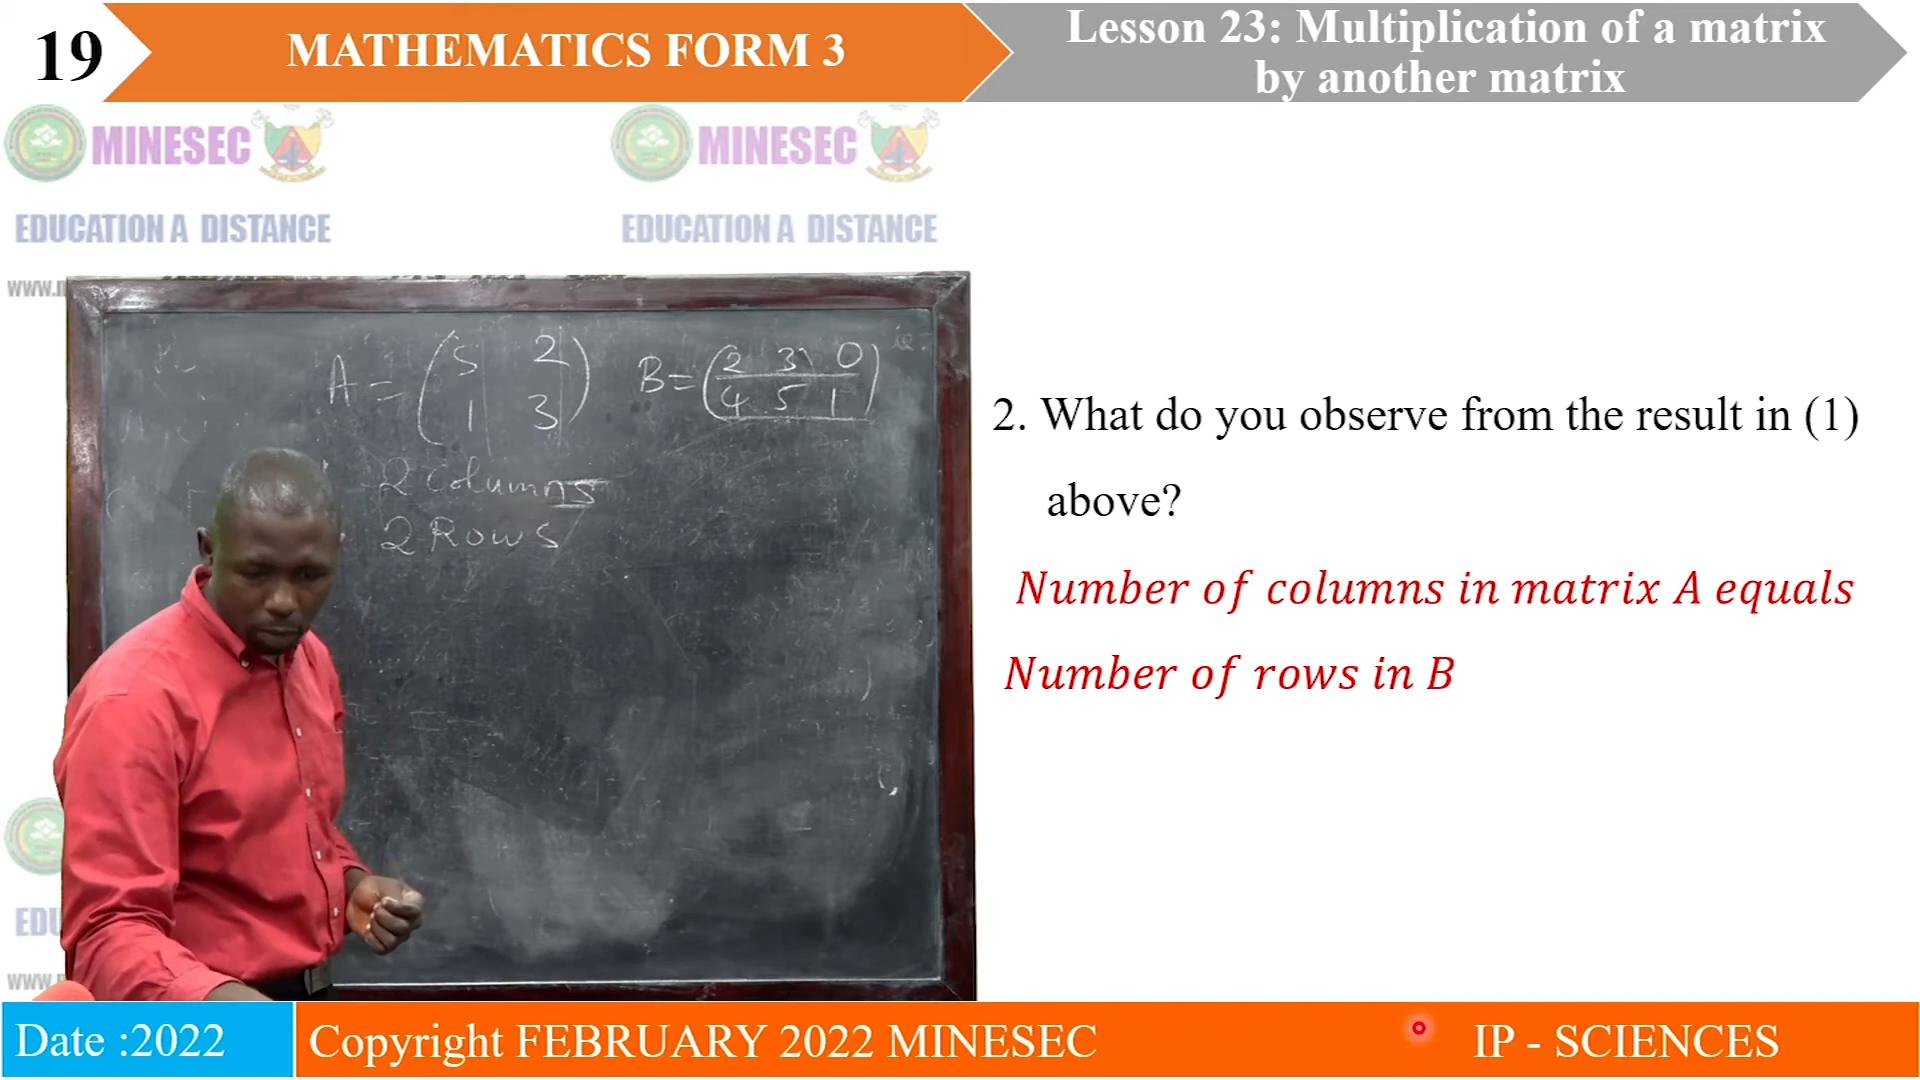 19
MATHEMATICS FORM 3
Lesson 23: Multiplication of a matrix
by another matrix
MINESEC
MINESEC
EDUCATION A DISTANCE
EDUCATION A DISTANCE
A = ( 5 2
1 3 )
B = ( 2 3 0
4 5 1 )
2 Columns
2 Rows
2. What do you observe from the result in (1)
above?
Number of columns in matrix A equals
Number of rows in B
Date :2022
Copyright FEBRUARY 2022 MINESEC
IP - SCIENCES